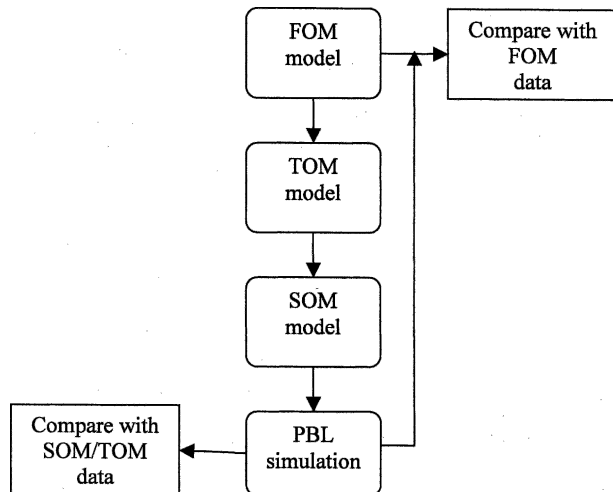 FOM
model
Compare with
FOM
data
TOM
model
SOM
model
Compare with
SOM/TOM
data
PBL
simulation